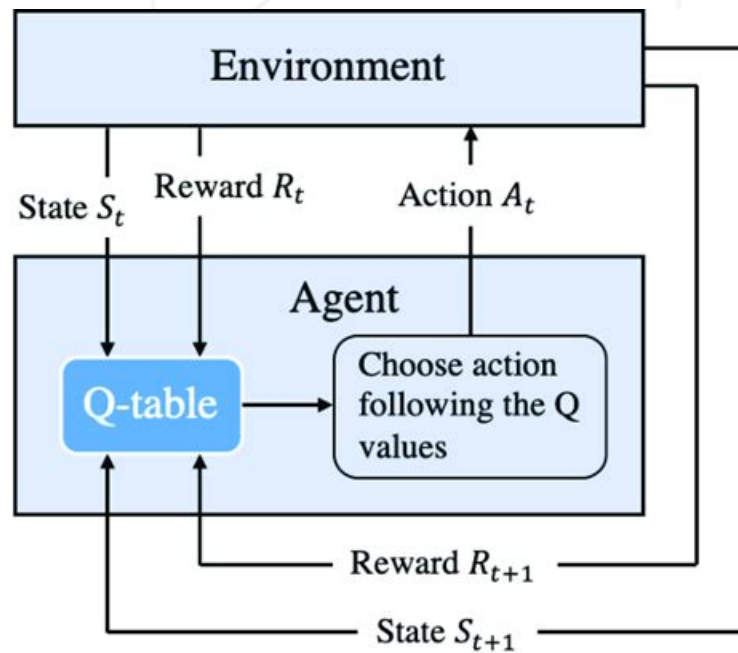 Environment
State S_t
Reward R_t
Action A_t
Agent
Q-table
Choose action
following the Q
values
Reward R_{t+1}
State S_{t+1}